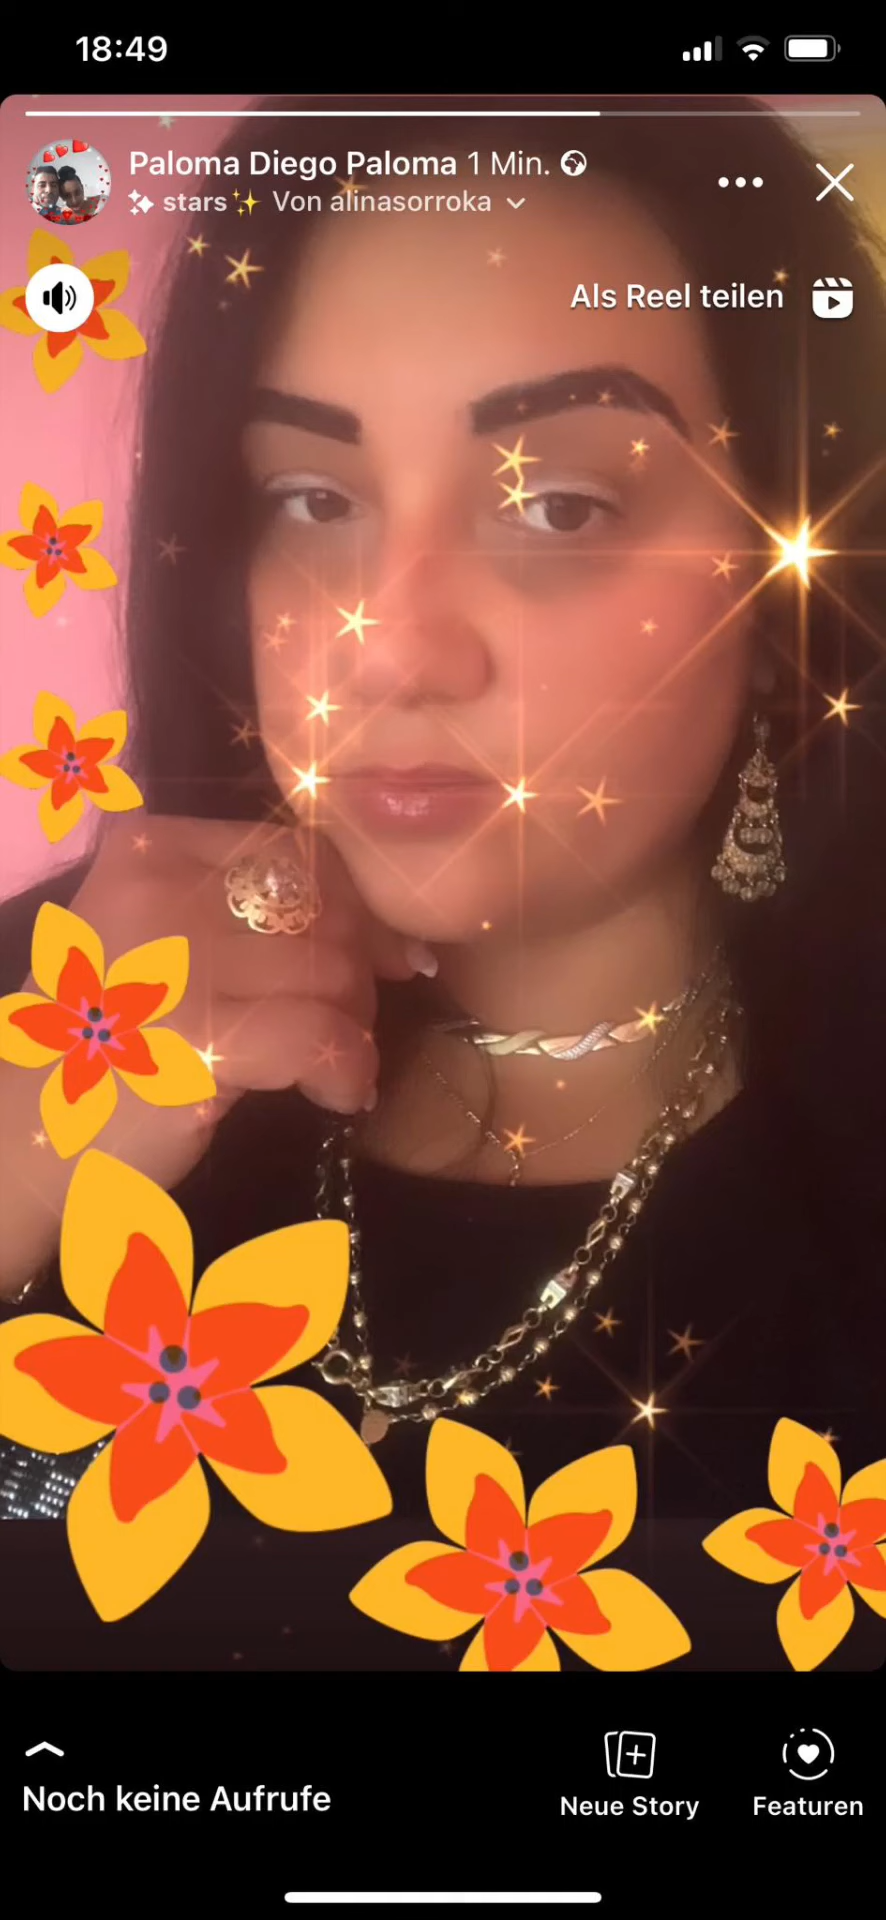 18:49
Paloma Diego Paloma 1 Min.
stars✨ Von alinasorroka
Als Reel teilen
Noch keine Aufrufe
Neue Story
Featuren